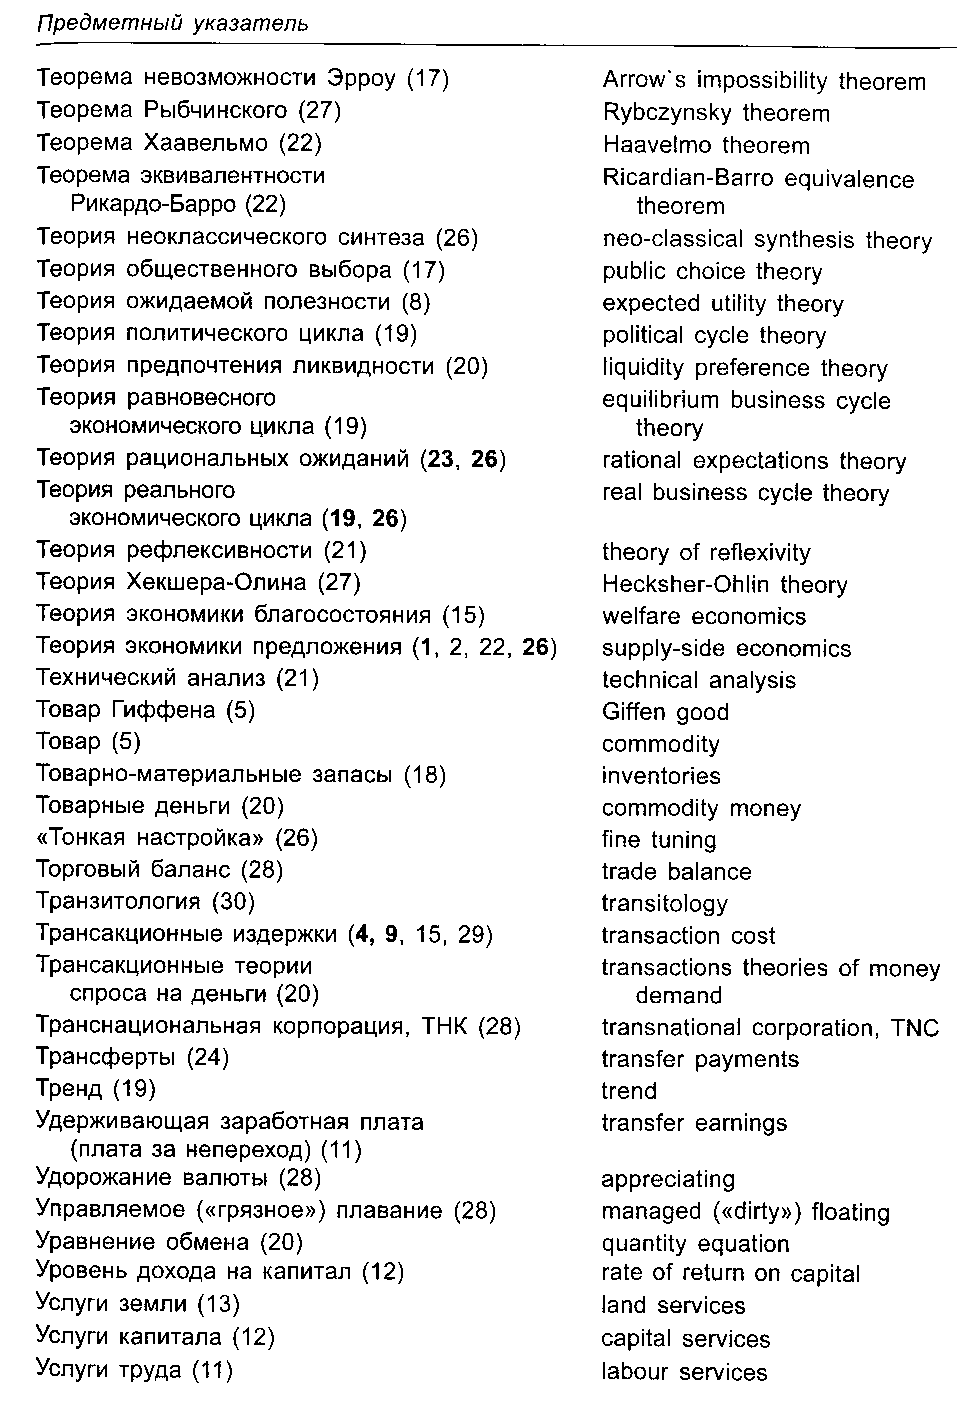 Предметный указатель
Теорема невозможности Эрроу (17) Arrow's impossibility theorem
Теорема Рыбчинского (27) Rybczynsky theorem
Теорема Хаавельмо (22) Haavelmo theorem
Теорема эквивалентности Ricardian-Barro equivalence
Рикардо-Барро (22) theorem
Теория неоклассического синтеза (26) neo-classical synthesis theory
Теория общественного выбора (17) public choice theory
Теория ожидаемой полезности (8) expected utility theory
Теория политического цикла (19) political cycle theory
Теория предпочтения ликвидности (20) liquidity preference theory
Теория равновесного equilibrium business cycle
экономического цикла (19) theory
Теория рациональных ожиданий (23, 26) rational expectations theory
Теория реального real business cycle theory
экономического цикла (19, 26)
Теория рефлексивности (21) theory of reflexivity
Теория Хекшера-Олина (27) Hecksher-Ohlin theory
Теория экономики благосостояния (15) welfare economics
Теория экономики предложения (1, 2, 22, 26) supply-side economics
Технический анализ (21) technical analysis
Товар Гиффена (5) Giffen good
Товар (5) commodity
Товарно-материальные запасы (18) inventories
Товарные деньги (20) commodity money
«Тонкая настройка» (26) fine tuning
Торговый баланс (28) trade balance
Транзитология (30) transitology
Трансакционные издержки (4, 9, 15, 29) transaction cost
Трансакционные теории transactions theories of money
спроса на деньги (20) demand
Транснациональная корпорация, ТНК (28) transnational corporation, TNC
Трансферты (24) transfer payments
Тренд (19) trend
Удерживающая заработная плата transfer earnings
(плата за непереход) (11)
Удорожание валюты (28) appreciating
Управляемое («грязное») плавание (28) managed («dirty») floating
Уравнение обмена (20) quantity equation
Уровень дохода на капитал (12) rate of return on capital
Услуги земли (13) land services
Услуги капитала (12) capital services
Услуги труда (11) labour services